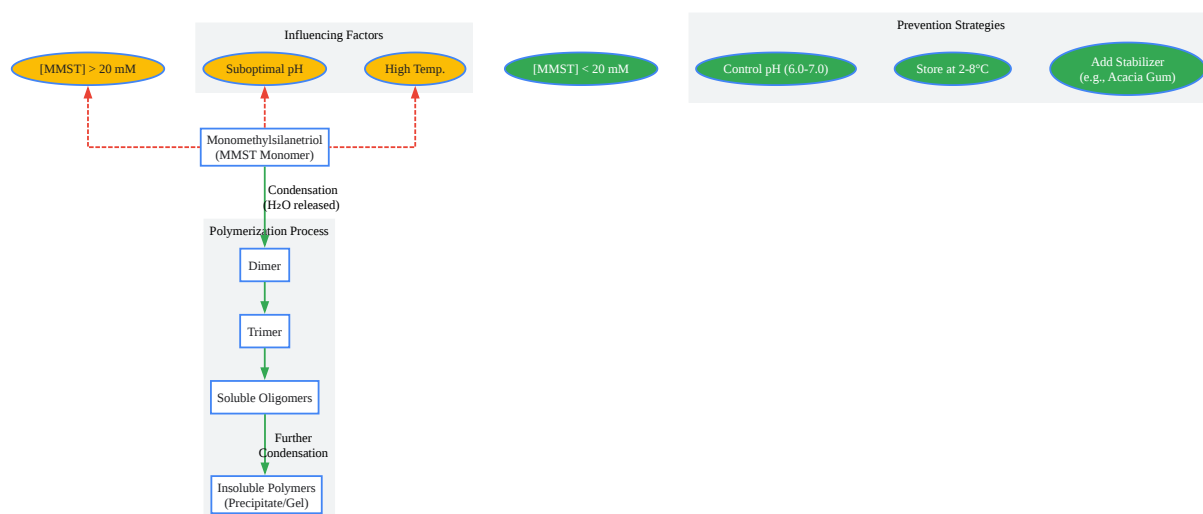 Influencing Factors
Prevention Strategies
[MMST] > 20 mM
Suboptimal pH
High Temp.
[MMST] < 20 mM
Control pH (6.0-7.0)
Store at 2-8°C
Add Stabilizer
(e.g., Acacia Gum)
Monomethylsilanetriol
(MMST Monomer)
Condensation
(H₂O released)
Polymerization Process
Dimer
Trimer
Soluble Oligomers
Further
Condensation
Insoluble Polymers
(Precipitate/Gel)